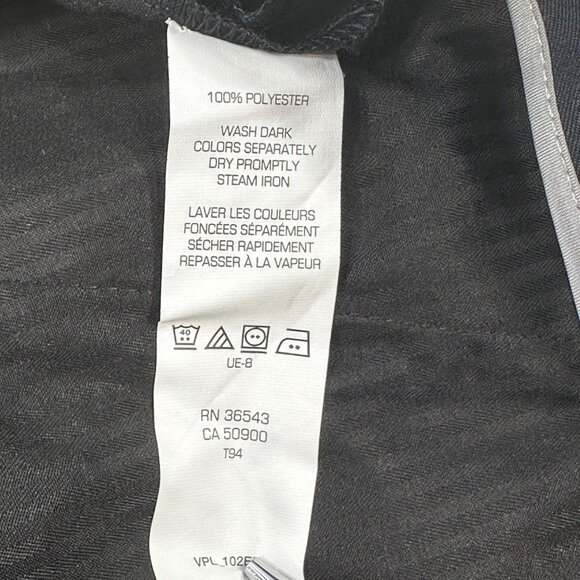 100% POLYESTER
WASH DARK
COLORS SEPARATELY
DRY PROMPTLY
STEAM IRON
LAVER LES COULEURS
FONCÉES SÉPARÉMENT
SÉCHER RAPIDEMENT
REPASSER À LA VAPEUR
40
UE-8
RN 36543
CA 50900
T94
VPL